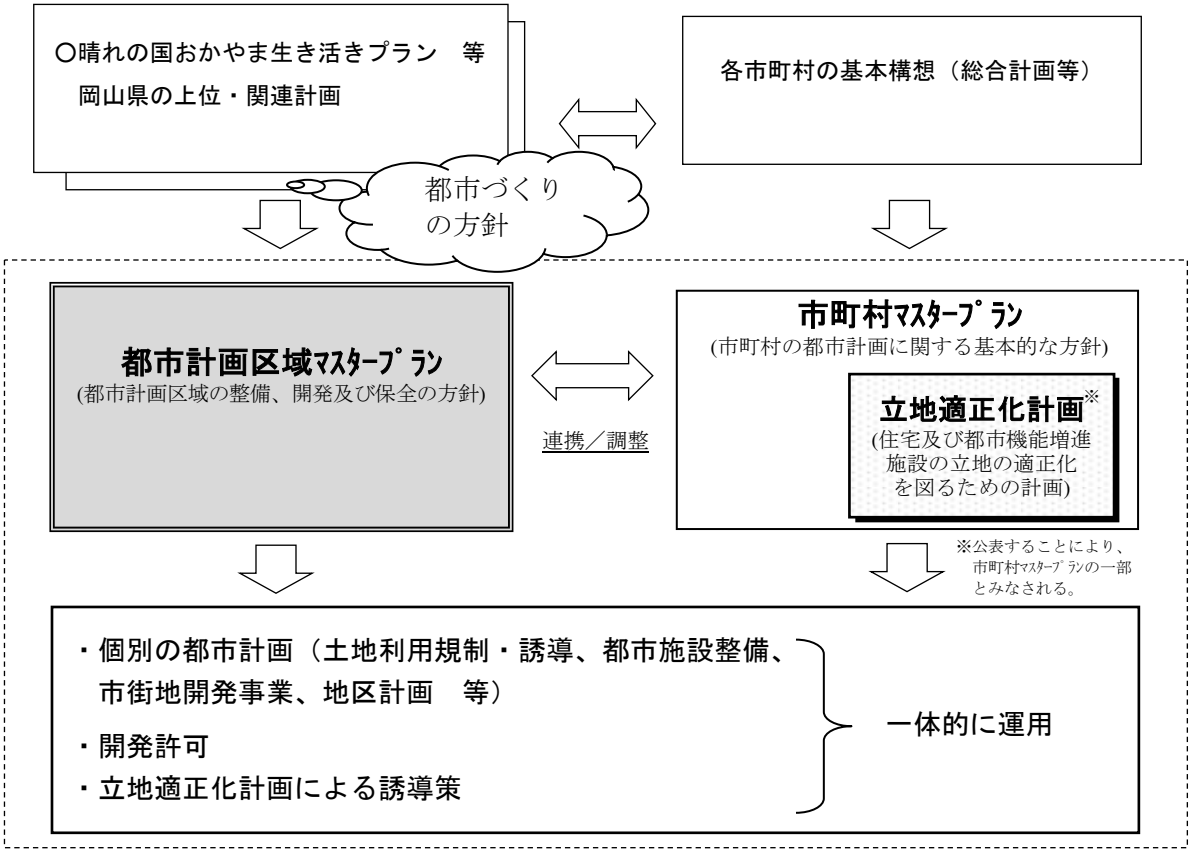 〇晴れの国おかやま生き活きプラン　等
岡山県の上位・関連計画
各市町村の基本構想（総合計画等）
都市づくり
の方針
都市計画区域ﾏｽﾀｰﾌﾟﾗﾝ
(都市計画区域の整備、開発及び保全の方針)
連携／調整
市町村ﾏｽﾀｰﾌﾟﾗﾝ
(市町村の都市計画に関する基本的な方針)
立地適正化計画※
(住宅及び都市機能増進
施設の立地の適正化
を図るための計画)
※公表することにより、
市町村ﾏｽﾀｰﾌﾟﾗﾝの一部
とみなされる。
・個別の都市計画（土地利用規制・誘導、都市施設整備、
市街地開発事業、地区計画　等）
・開発許可
・立地適正化計画による誘導策
一体的に運用